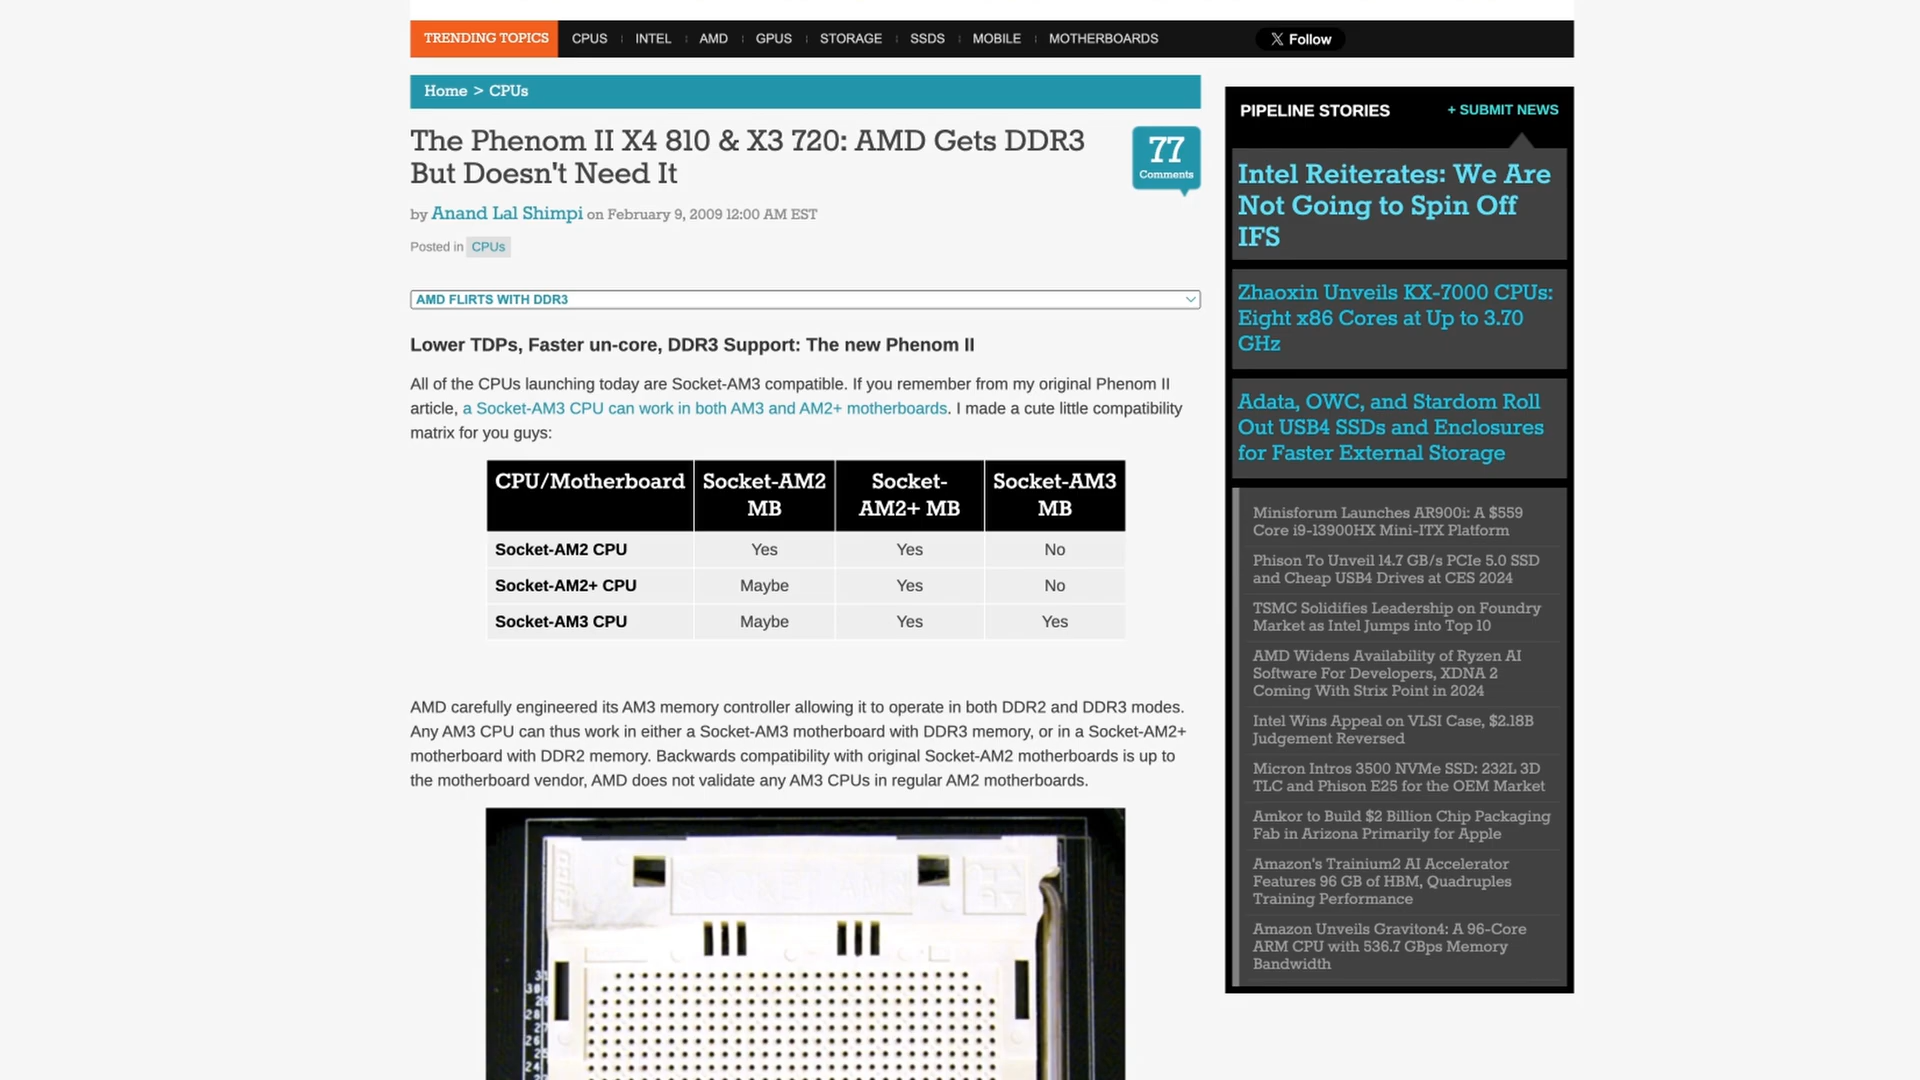 TRENDING TOPICS CPUS INTEL AMD GPUS STORAGE SSDS MOBILE MOTHERBOARDS Follow
Home > CPUs
The Phenom II X4 810 & X3 720: AMD Gets DDR3
But Doesn't Need It
77
Comments
by Anand Lal Shimpi on February 9, 2009 12:00 AM EST
Posted in CPUs
AMD FLIRTS WITH DDR3
Lower TDPs, Faster un-core, DDR3 Support: The new Phenom II
All of the CPUs launching today are Socket-AM3 compatible. If you remember from my original Phenom II
article, a Socket-AM3 CPU can work in both AM3 and AM2+ motherboards. I made a cute little compatibility
matrix for you guys:
CPU/Motherboard Socket-AM2 MB Socket-AM2+ MB Socket-AM3 MB
Socket-AM2 CPU Yes Yes No
Socket-AM2+ CPU Maybe Yes No
Socket-AM3 CPU Maybe Yes Yes
AMD carefully engineered its AM3 memory controller allowing it to operate in both DDR2 and DDR3 modes.
Any AM3 CPU can thus work in either a Socket-AM3 motherboard with DDR3 memory, or in a Socket-AM2+
motherboard with DDR2 memory. Backwards compatibility with original Socket-AM2 motherboards is up to
the motherboard vendor, AMD does not validate any AM3 CPUs in regular AM2 motherboards.
31
30
29
28
27
26
25
24
PIPELINE STORIES + SUBMIT NEWS
Intel Reiterates: We Are
Not Going to Spin Off
IFS
Zhaoxin Unveils KX-7000 CPUs:
Eight x86 Cores at Up to 3.70
GHz
Adata, OWC, and Stardom Roll
Out USB4 SSDs and Enclosures
for Faster External Storage
Minisforum Launches AR900i: A $559
Core i9-13900HX Mini-ITX Platform
Phison To Unveil 14.7 GB/s PCIe 5.0 SSD
and Cheap USB4 Drives at CES 2024
TSMC Solidifies Leadership on Foundry
Market as Intel Jumps into Top 10
AMD Widens Availability of Ryzen AI
Software For Developers, XDNA 2
Coming With Strix Point in 2024
Intel Wins Appeal on VLSI Case, $2.18B
Judgement Reversed
Micron Intros 3500 NVMe SSD: 232L 3D
TLC and Phison E25 for the OEM Market
Amkor to Build $2 Billion Chip Packaging
Fab in Arizona Primarily for Apple
Amazon's Trainium2 AI Accelerator
Features 96 GB of HBM, Quadruples
Training Performance
Amazon Unveils Graviton4: A 96-Core
ARM CPU with 536.7 GBps Memory
Bandwidth